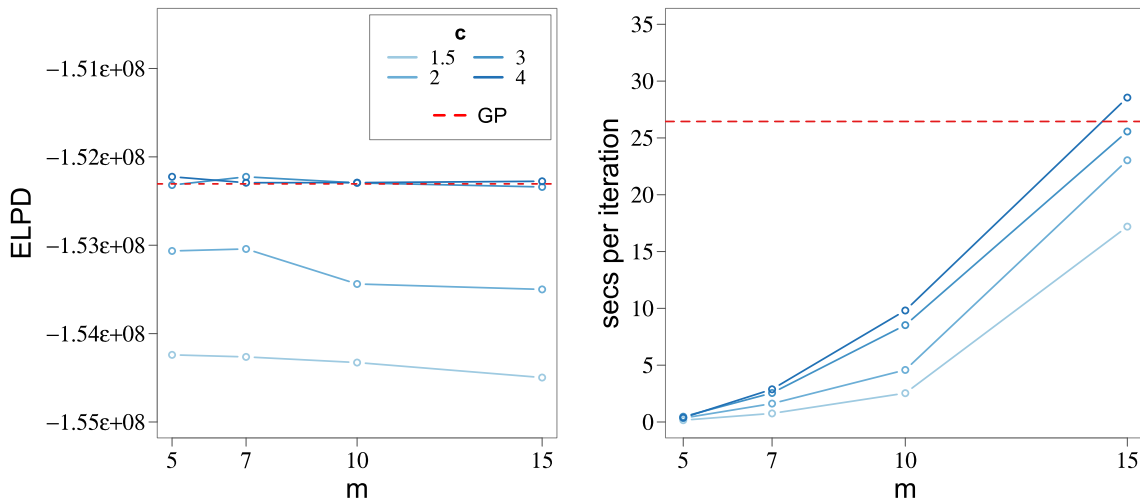 c
1.5 3
2 4
GP
ELPD
−1.51ε+08
−1.52ε+08
−1.53ε+08
−1.54ε+08
−1.55ε+08
5 7 10 15
m
secs per iteration
35
30
25
20
15
10
5
0
5 7 10 15
m